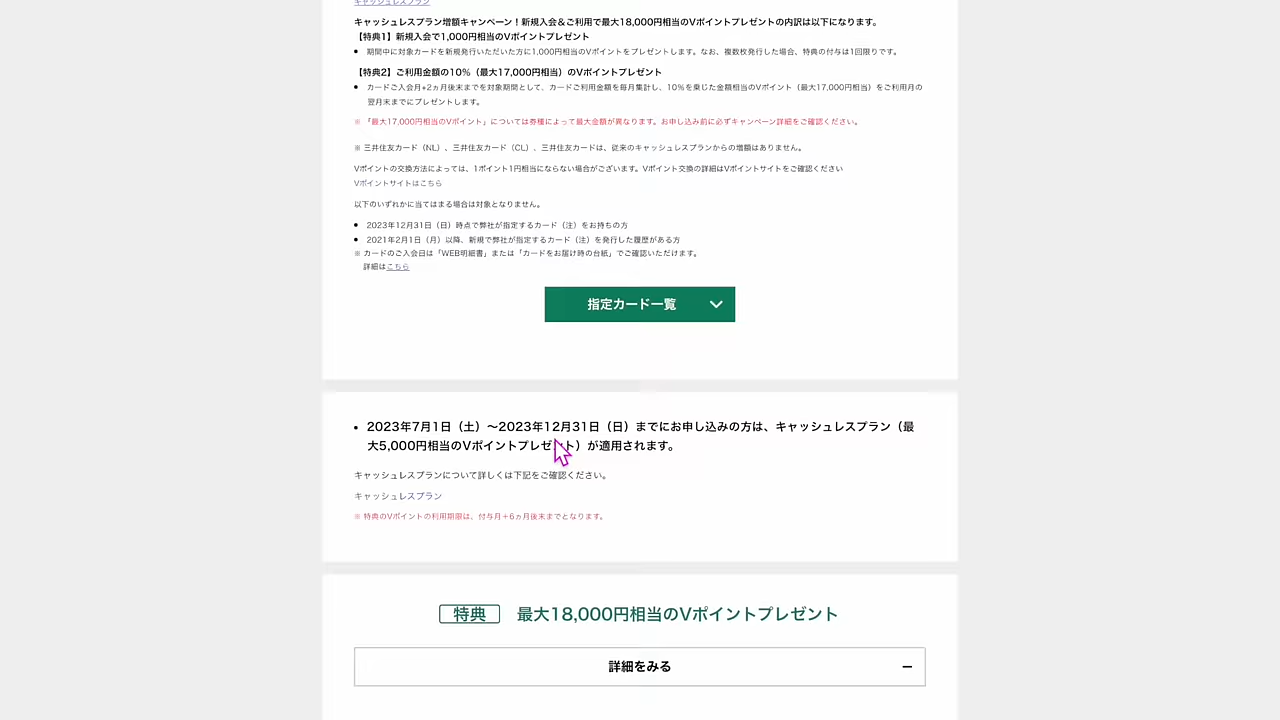 キャッシュレスプラン
キャッシュレスプラン増額キャンペーン！新規入会＆ご利用で最大18,000円相当のVポイントプレゼントの内訳は以下になります。
【特典1】新規入会で1,000円相当のVポイントプレゼント
● 期間中に対象カードを新規発行いただいた方に1,000円相当のVポイントをプレゼントします。なお、複数枚発行した場合、特典の付与は1回限りです。
【特典2】ご利用金額の10％（最大17,000円相当）のVポイントプレゼント
● カードご入会月+2ヵ月後末までを対象期間として、カードご利用金額を毎月集計し、10％を乗じた金額相当のVポイント（最大17,000円相当）をご利用月の
翌月末までにプレゼントします。
※ 「最大17,000円相当のVポイント」については券種によって最大金額が異なります。お申し込み前に必ずキャンペーン詳細をご確認ください。
※ 三井住友カード（NL）、三井住友カード（CL）、三井住友カードは、従来のキャッシュレスプランからの増額はありません。
Vポイントの交換方法によっては、1ポイント1円相当にならない場合がございます。Vポイント交換の詳細はVポイントサイトをご確認ください
Vポイントサイトはこちら
以下のいずれかに当てはまる場合は対象となりません。
● 2023年12月31日（日）時点で弊社が指定するカード（注）をお持ちの方
● 2021年2月1日（月）以降、新規で弊社が指定するカード（注）を発行した履歴がある方
※ カードのご入会日は「WEB明細書」または「カードをお届け時の台紙」でご確認いただけます。
詳細はこちら
指定カード一覧
• 2023年7月1日（土）～2023年12月31日（日）までにお申し込みの方は、キャッシュレスプラン（最
大5,000円相当のVポイントプレゼント）が適用されます。
キャッシュレスプランについて詳しくは下記をご確認ください。
キャッシュレスプラン
※ 特典のVポイントの利用期限は、付与月＋6ヵ月後末までとなります。
特典 最大18,000円相当のVポイントプレゼント
詳細をみる